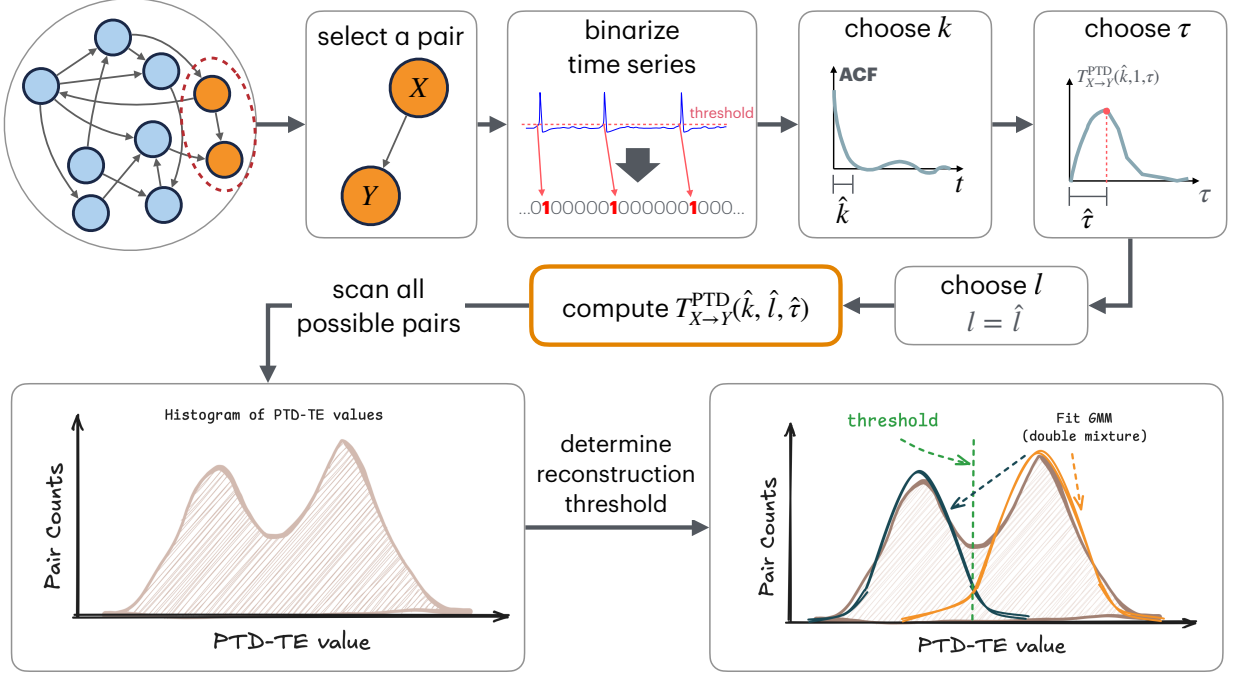 select a pair
X
Y
binarize
time series
threshold
...0100000010000001000...
choose k
ACF
t
k̂
choose τ
T^PTD_X→Y(k̂,1,τ)
τ
τ̂
choose l
l = l̂
compute T^PTD_X→Y(k̂, l̂, τ̂)
scan all
possible pairs
Histogram of PTD-TE values
Pair Counts
PTD-TE value
determine
reconstruction
threshold
threshold
Fit GMM
(double mixture)
Pair Counts
PTD-TE value